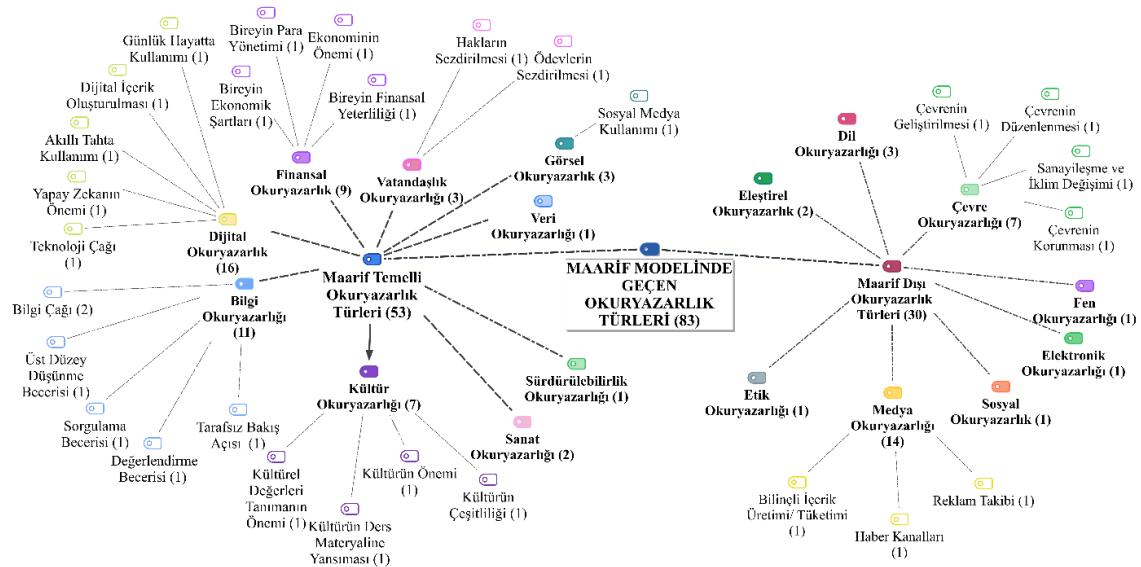 Günlük Hayatta
Kullanımı (1)
Bireyin Para
Yönetimi (1)
Ekonominin
Önemi (1)
Hakların
Sezdirilmesi (1)
Ödevlerin
Sezdirilmesi (1)
Dijital İçerik
Oluşturulması (1)
Bireyin
Ekonomik
Şartları (1)
Bireyin Finansal
Yeterliliği (1)
Sosyal Medya
Kullanımı (1)
Akıllı Tahta
Kullanımı (1)
Yapay Zekanın
Önemi (1)
Teknoloji Çağı
(1)
Finansal
Okuryazarlık (9)
Vatandaşlık
Okuryazarlığı (3)
Görsel
Okuryazarlık (3)
Veri
Okuryazarlığı (1)
Dijital
Okuryazarlık
(16)
Maarif Temelli
Okuryazarlık
Türleri (53)
MAARİF MODELİNDE
GEÇEN
OKURYAZARLIK
TÜRLERİ (83)
Bilgi
Okuryazarlığı
(11)
Bilgi Çağı (2)
Üst Düzey
Düşünme
Becerisi (1)
Sorgulama
Becerisi (1)
Değerlendirme
Becerisi (1)
Tarafsız Bakış
Açısı (1)
Kültür
Okuryazarlığı (7)
Kültürel
Değerleri
Tanımanın
Önemi (1)
Kültürün Ders
Materyaline
Yansıması (1)
Kültürün Önemi
(1)
Kültürün
Çeşitliliği (1)
Sanat
Okuryazarlığı (2)
Sürdürülebilirlik
Okuryazarlığı (1)
Dil
Okuryazarlığı (3)
Eleştirel
Okuryazarlık (2)
Çevrenin
Geliştirilmesi (1)
Çevrenin
Düzenlenmesi (1)
Sanayileşme ve
İklim Değişimi (1)
Çevre
Okuryazarlığı (7)
Çevrenin
Korunması (1)
Maarif Dışı
Okuryazarlık
Türleri (30)
Fen
Okuryazarlığı (1)
Elektronik
Okuryazarlığı (1)
Sosyal
Okuryazarlık (1)
Etik
Okuryazarlığı (1)
Medya
Okuryazarlığı
(14)
Bilinçli İçerik
Üretimi/ Tüketimi
(1)
Haber Kanalları
(1)
Reklam Takibi (1)